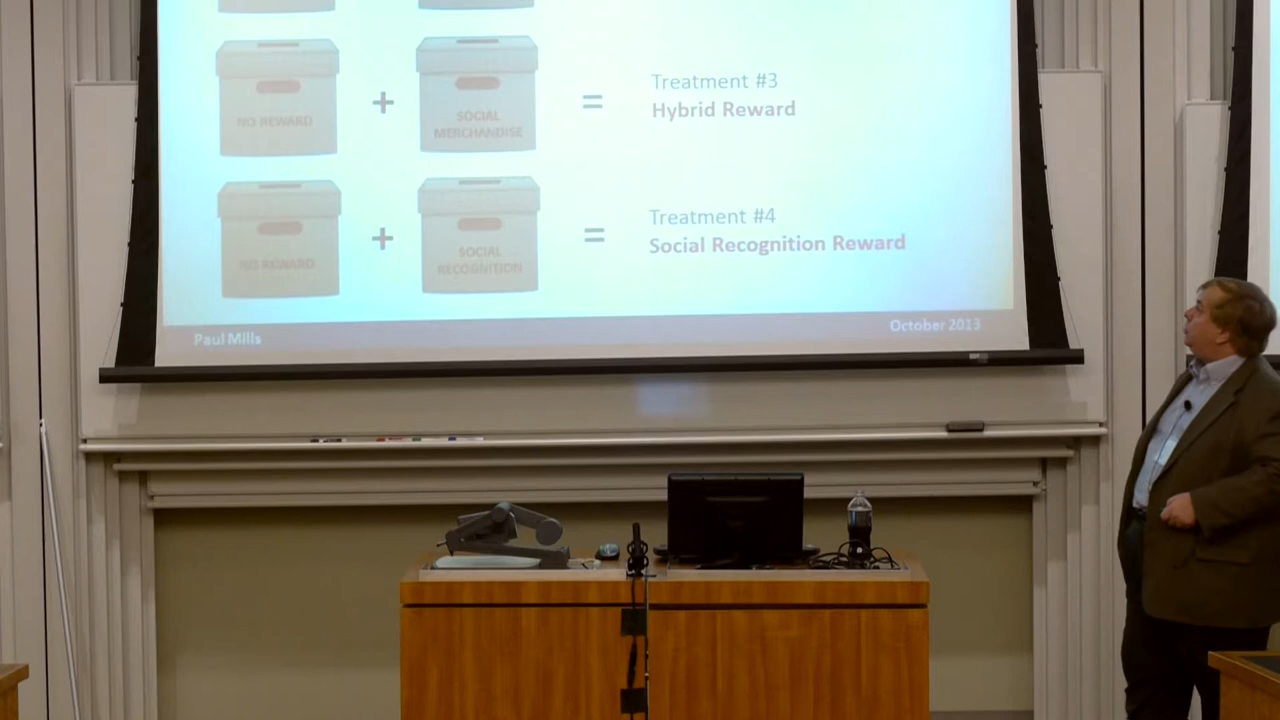 NO REWARD
+
SOCIAL
MERCHANDISE
=
Treatment #3
Hybrid Reward
NO REWARD
+
SOCIAL
RECOGNITION
=
Treatment #4
Social Recognition Reward
Paul Mills
October 2013